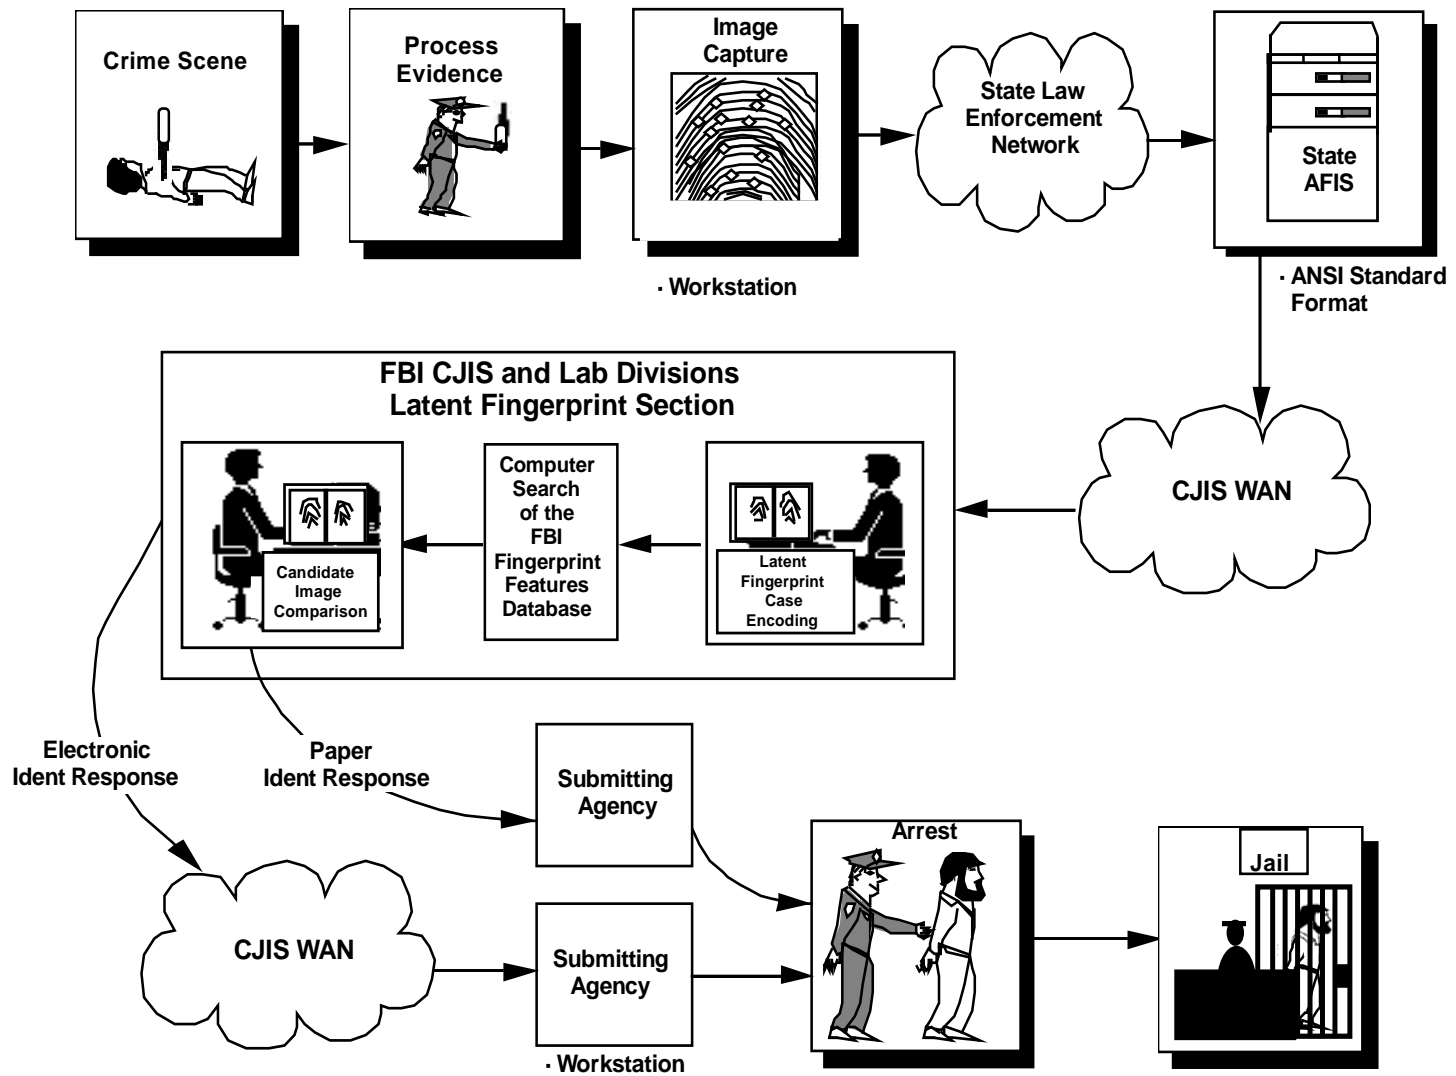 Crime Scene
Process
Evidence
Image
Capture
· Workstation
State Law
Enforcement
Network
State
AFIS
· ANSI Standard
Format
CJIS WAN
FBI CJIS and Lab Divisions
Latent Fingerprint Section
Candidate
Image
Comparison
Computer
Search
of the
FBI
Fingerprint
Features
Database
Latent
Fingerprint
Case
Encoding
Electronic
Ident Response
Paper
Ident Response
Submitting
Agency
CJIS WAN
Submitting
Agency
· Workstation
Arrest
Jail